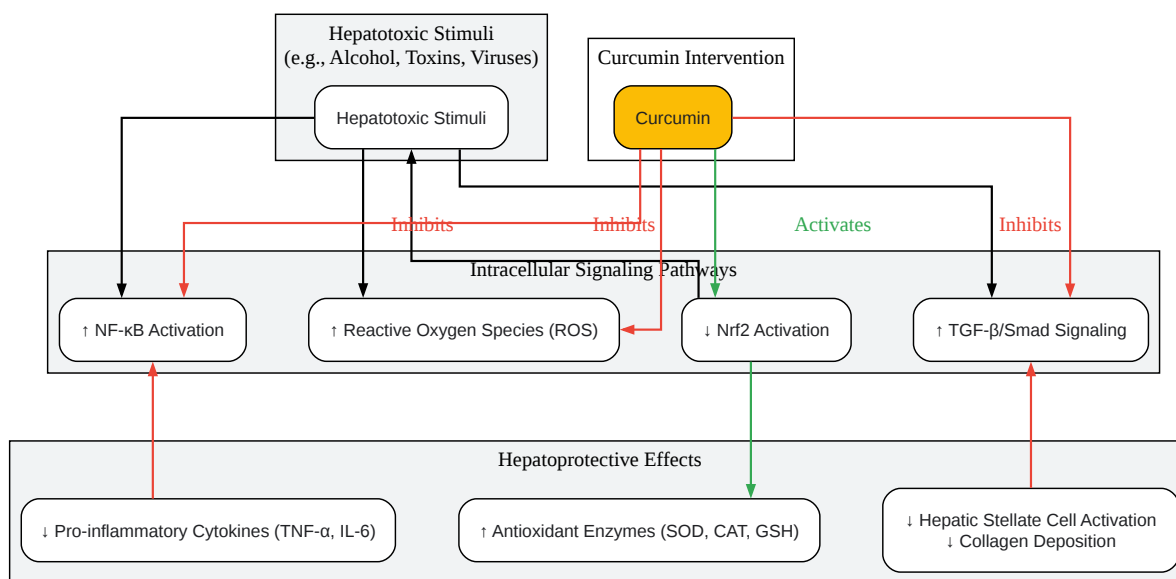 Hepatotoxic Stimuli
(e.g., Alcohol, Toxins, Viruses)
Hepatotoxic Stimuli
Curcumin Intervention
Curcumin
Inhibits
Inhibits
Activates
Inhibits
Intracellular Signaling Pathways
↑ NF-κB Activation
↑ Reactive Oxygen Species (ROS)
↓ Nrf2 Activation
↑ TGF-β/Smad Signaling
Hepatoprotective Effects
↓ Pro-inflammatory Cytokines (TNF-α, IL-6)
↑ Antioxidant Enzymes (SOD, CAT, GSH)
↓ Hepatic Stellate Cell Activation
↓ Collagen Deposition